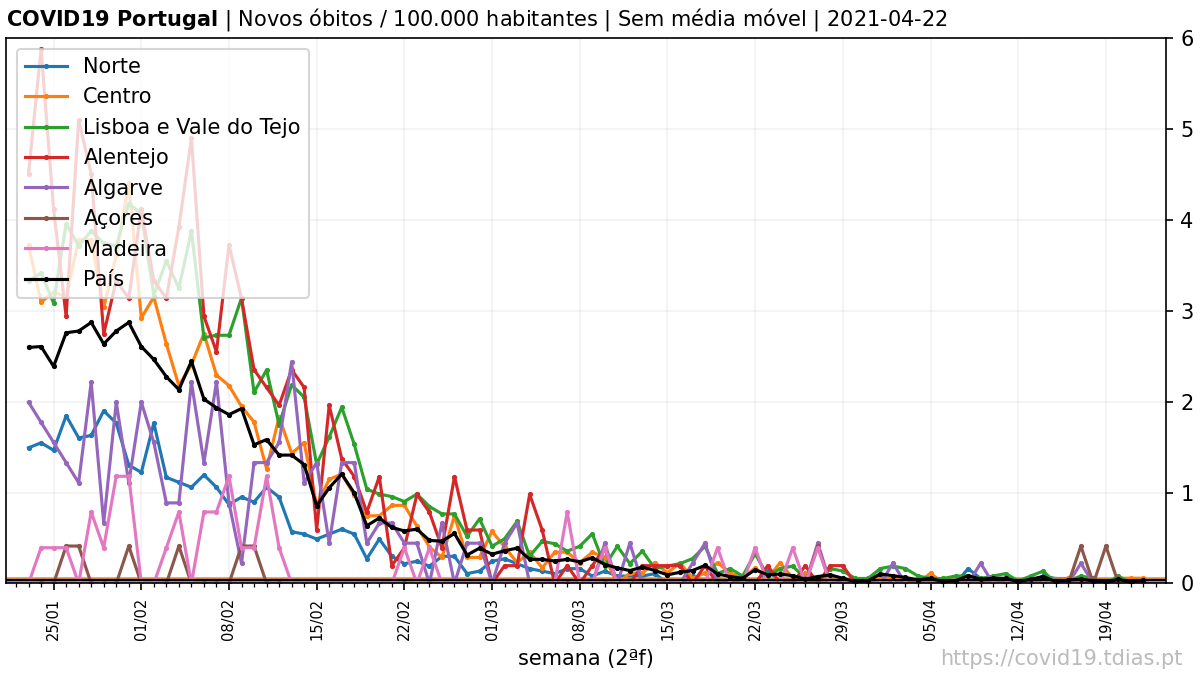 COVID19 Portugal | Novos óbitos / 100.000 habitantes | Sem média móvel | 2021-04-22
Norte
Centro
Lisboa e Vale do Tejo
Alentejo
Algarve
Açores
Madeira
País
6
5
4
3
2
1
0
25/01
01/02
08/02
15/02
22/02
01/03
08/03
15/03
22/03
29/03
05/04
12/04
19/04
semana (2ªf)
https://covid19.tdias.pt